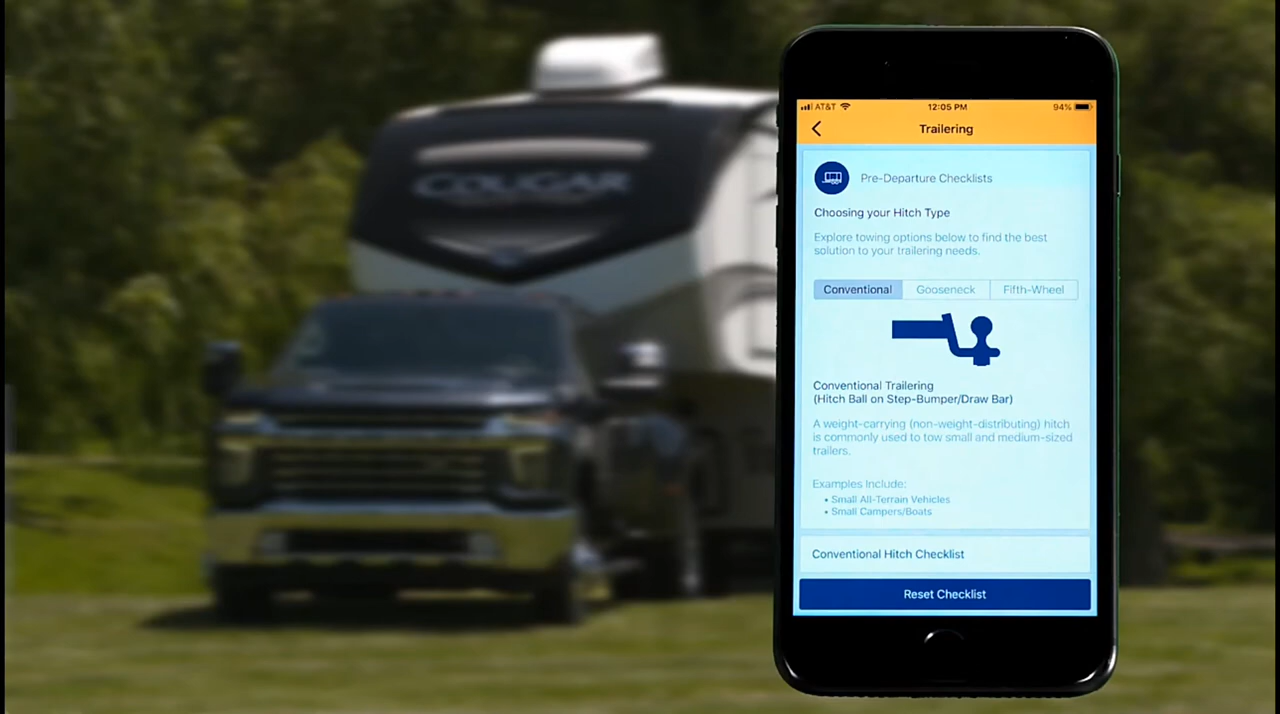 COUGAR
AT&T
12:05 PM
94%
Trailering
Pre-Departure Checklists
Choosing your Hitch Type
Explore towing options below to find the best
solution to your trailering needs.
Conventional
Gooseneck
Fifth-Wheel
Conventional Trailering
(Hitch Ball on Step-Bumper/Draw Bar)
A weight-carrying (non-weight-distributing) hitch
is commonly used to tow small and medium-sized
trailers.
Examples Include:
• Small All-Terrain Vehicles
• Small Campers/Boats
Conventional Hitch Checklist
Reset Checklist